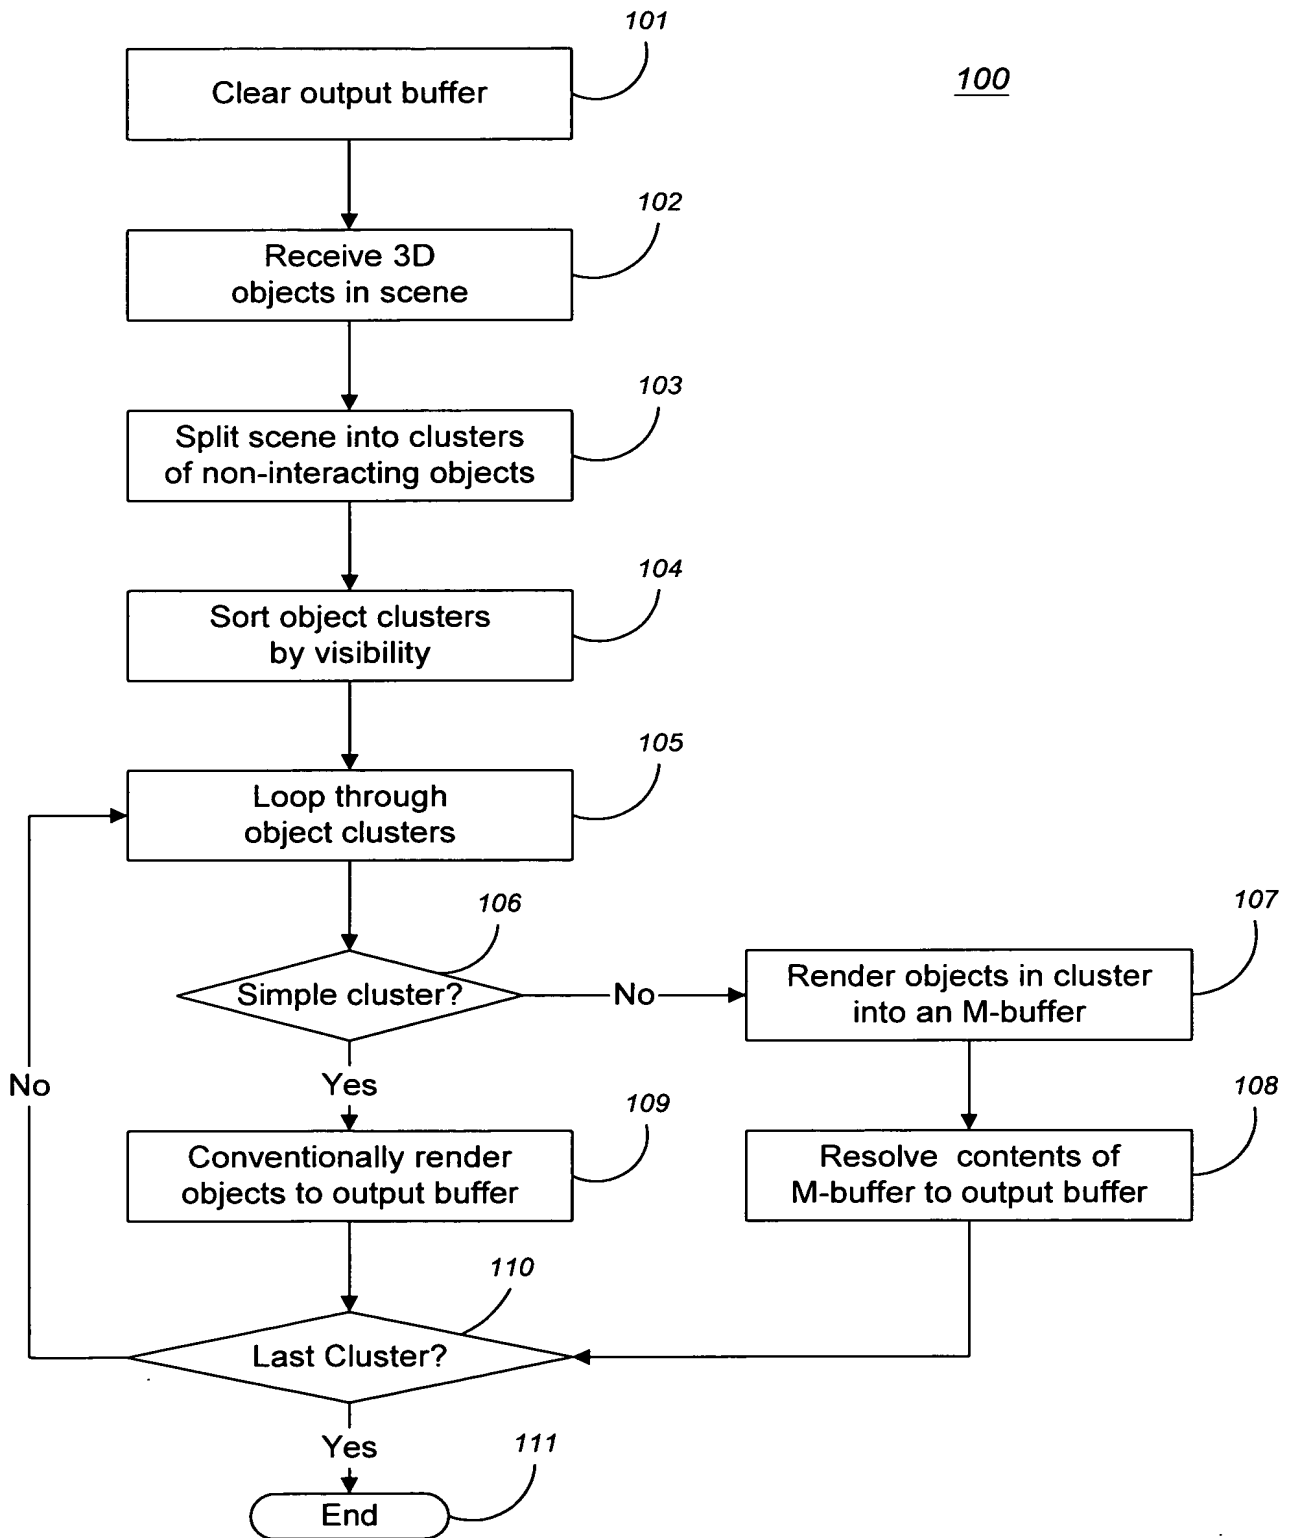 101
Clear output buffer
100
102
Receive 3D
objects in scene
103
Split scene into clusters
of non-interacting objects
104
Sort object clusters
by visibility
105
Loop through
object clusters
106
Simple cluster?
No
107
Render objects in cluster
into an M-buffer
Yes
No
109
Conventionally render
objects to output buffer
108
Resolve contents of
M-buffer to output buffer
110
Last Cluster?
Yes
111
End